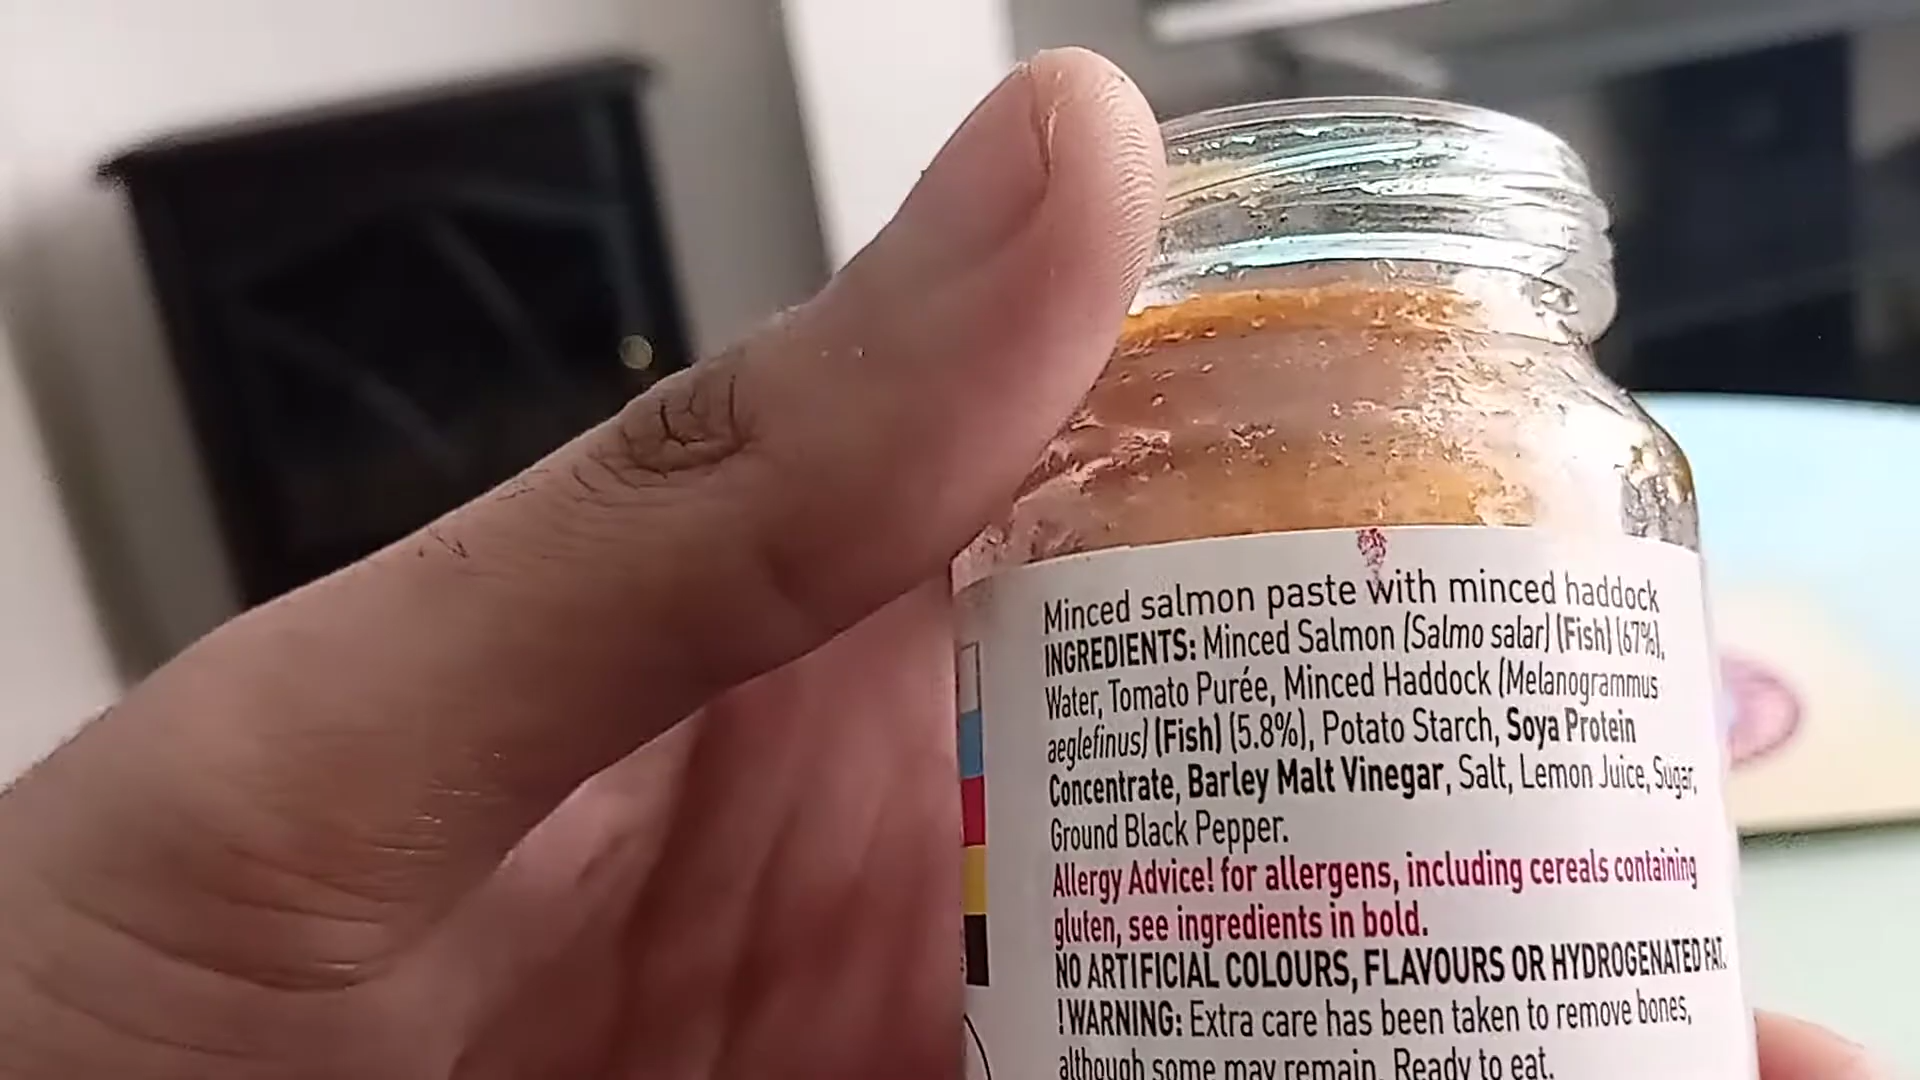 Minced salmon paste with minced haddock
INGREDIENTS: Minced Salmon (Salmo salar) (Fish) (67%),
Water, Tomato Purée, Minced Haddock (Melanogrammus
aeglefinus) (Fish) (5.8%), Potato Starch, Soya Protein
Concentrate, Barley Malt Vinegar, Salt, Lemon Juice, Sugar,
Ground Black Pepper.
Allergy Advice! for allergens, including cereals containing
gluten, see ingredients in bold.
NO ARTIFICIAL COLOURS, FLAVOURS OR HYDROGENATED FAT.
! WARNING: Extra care has been taken to remove bones,
although some may remain. Ready to eat.